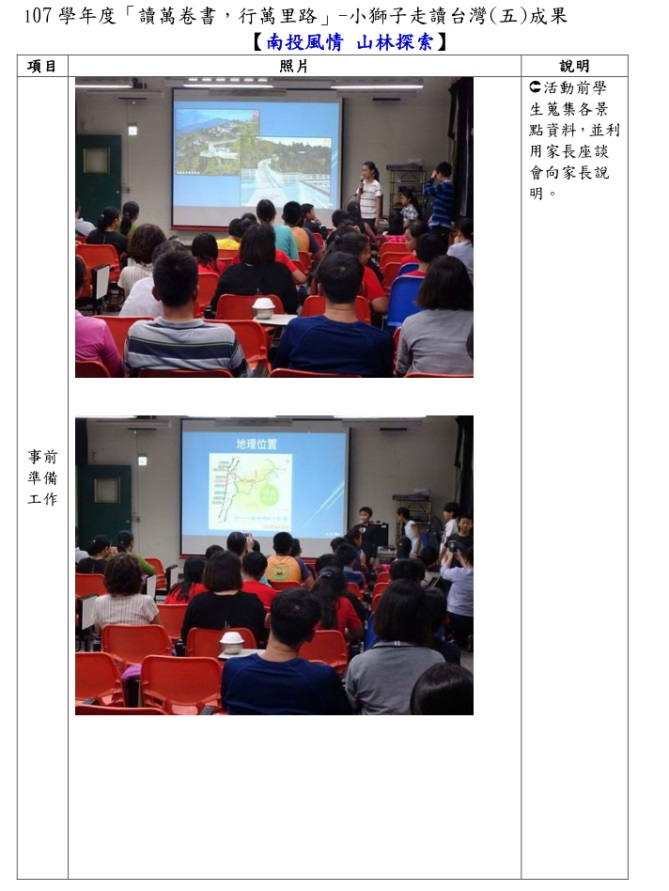 107 學年度「讀萬卷書，行萬里路」-小獅子走讀台灣(五)成果
【南投風情 山林探索】
項目
照片
說明
事前
準備
工作
地理位置
➲活動前學
生蒐集各景
點資料，並利
用家長座談
會向家長說
明。